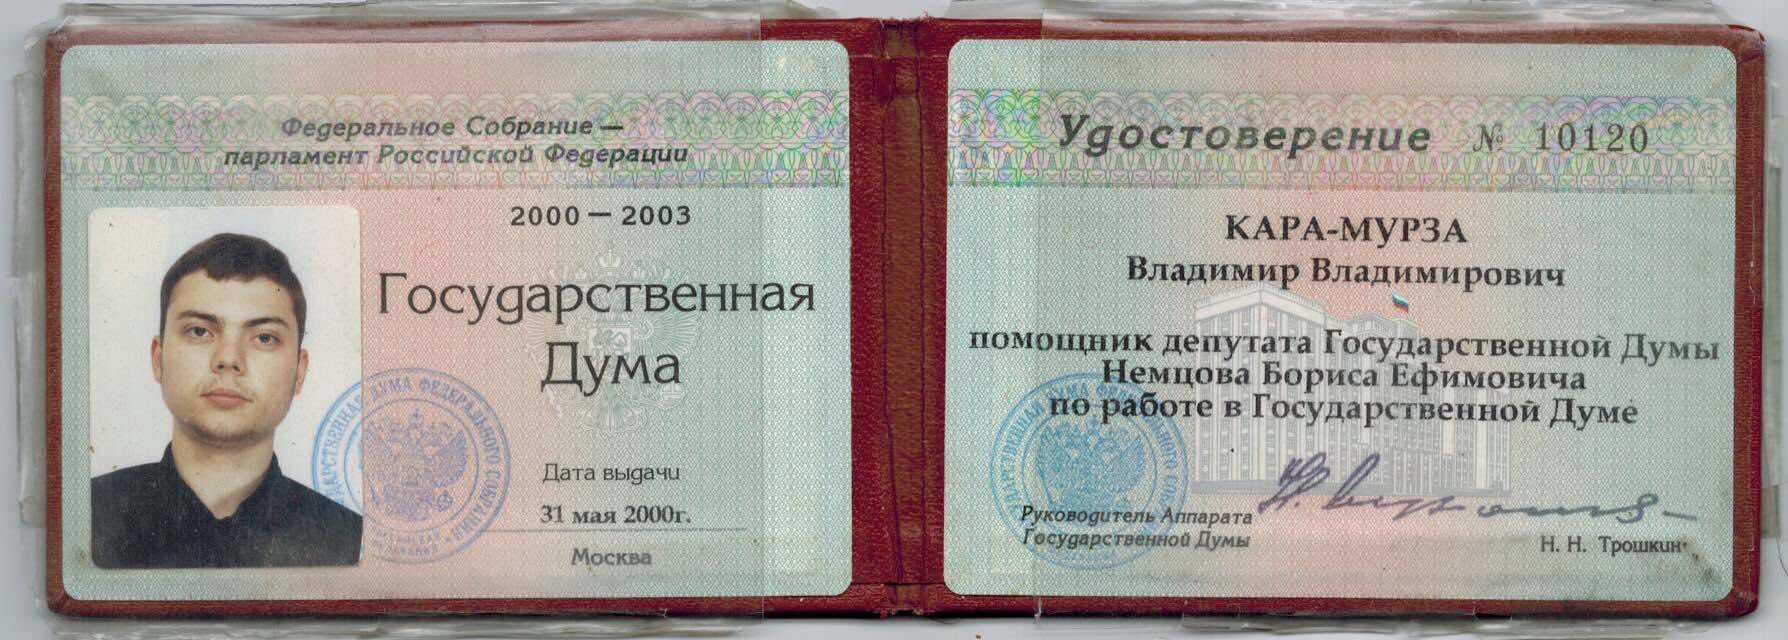 Федеральное Собрание —
парламент Российской Федерации
2000 — 2003
Государственная
Дума
Дата выдачи
31 мая 2000г.
Москва
Удостоверение № 10120
КАРА-МУРЗА
Владимир Владимирович
помощник депутата Государственной Думы
Немцова Бориса Ефимовича
по работе в Государственной Думе
Руководитель Аппарата
Государственной Думы
Н. Н. Трошкин